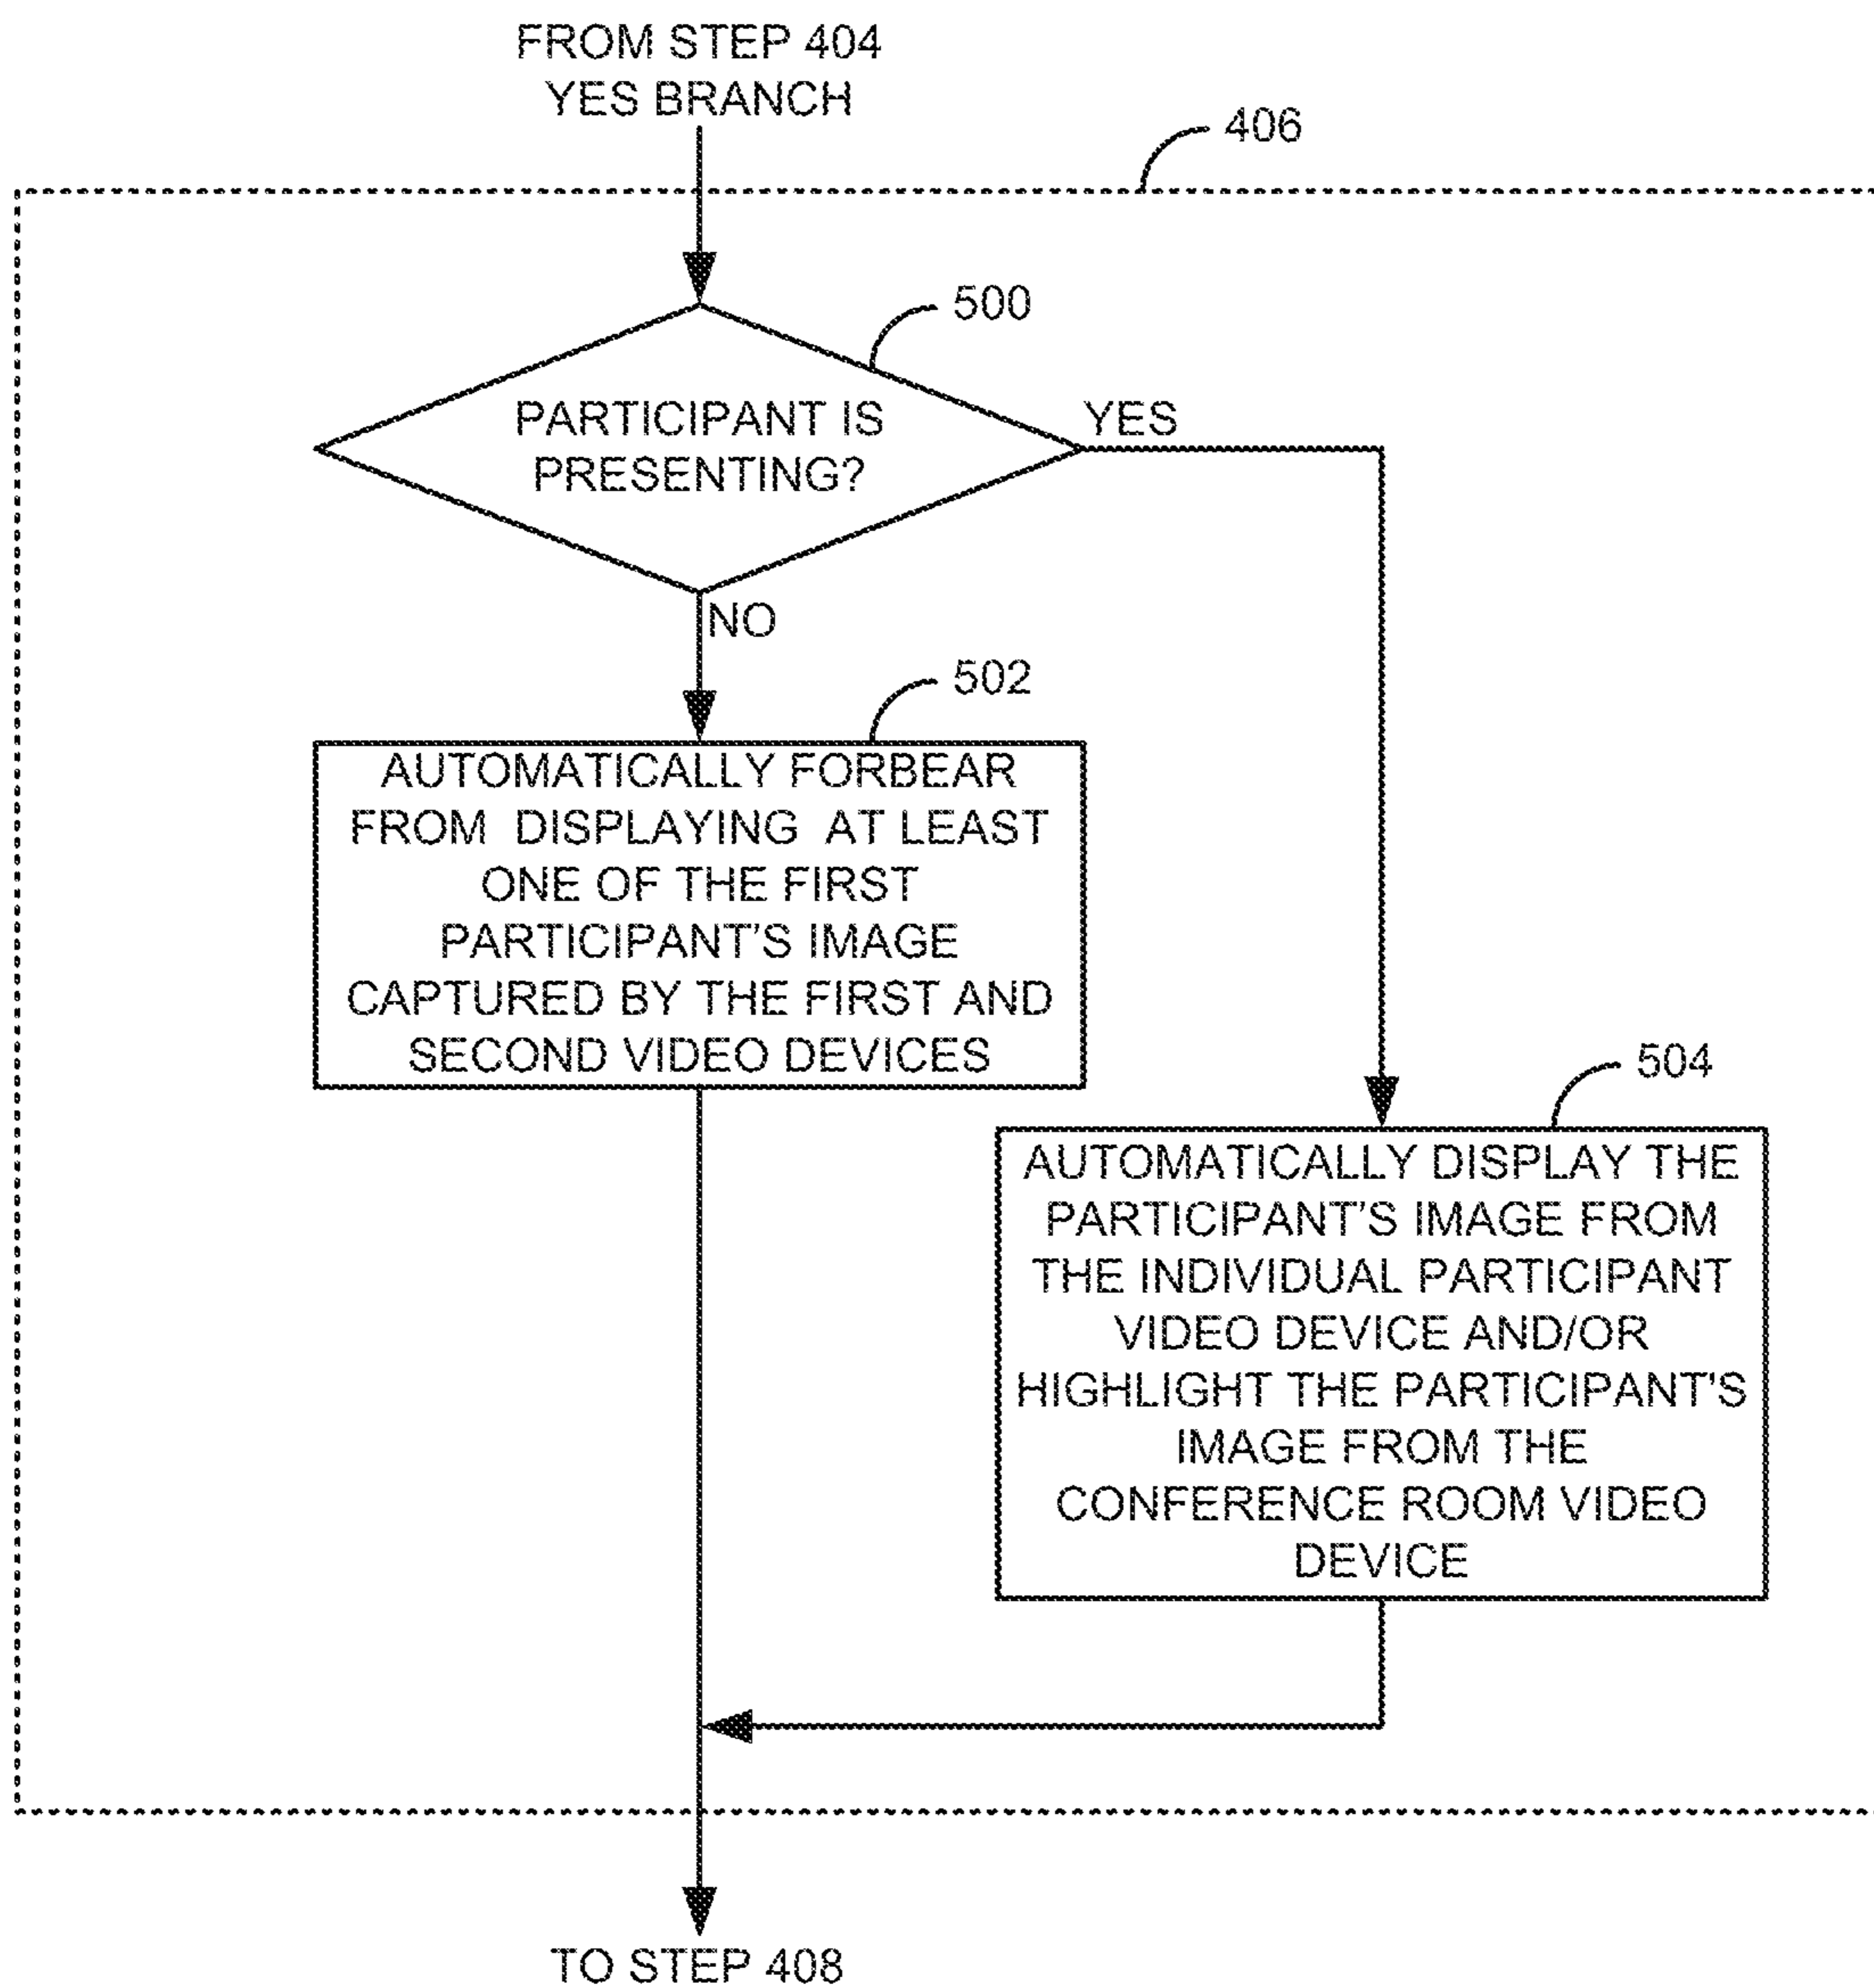 FROM STEP 404
YES BRANCH
406
500
PARTICIPANT IS
PRESENTING?
YES
NO
502
AUTOMATICALLY FORBEAR
FROM DISPLAYING AT LEAST
ONE OF THE FIRST
PARTICIPANT'S IMAGE
CAPTURED BY THE FIRST AND
SECOND VIDEO DEVICES
504
AUTOMATICALLY DISPLAY THE
PARTICIPANT'S IMAGE FROM
THE INDIVIDUAL PARTICIPANT
VIDEO DEVICE AND/OR
HIGHLIGHT THE PARTICIPANT'S
IMAGE FROM THE
CONFERENCE ROOM VIDEO
DEVICE
TO STEP 408